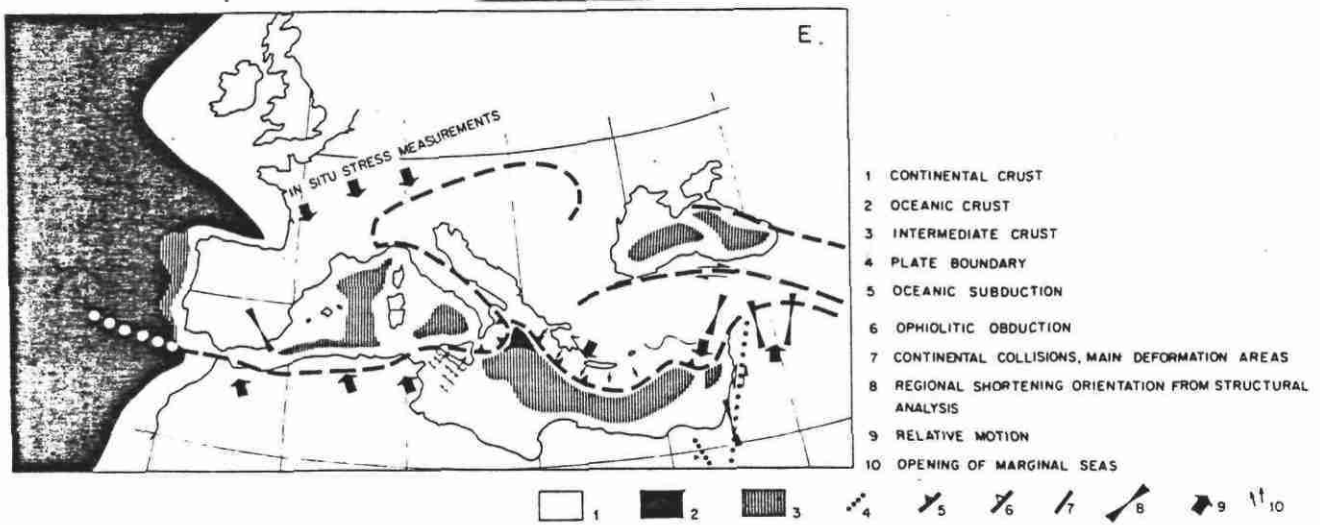 E.
IN SITU STRESS MEASUREMENTS
1 CONTINENTAL CRUST
2 OCEANIC CRUST
3 INTERMEDIATE CRUST
4 PLATE BOUNDARY
5 OCEANIC SUBDUCTION
6 OPHIOLITIC OBDUCTION
7 CONTINENTAL COLLISIONS, MAIN DEFORMATION AREAS
8 REGIONAL SHORTENING ORIENTATION FROM STRUCTURAL
ANALYSIS
9 RELATIVE MOTION
10 OPENING OF MARGINAL SEAS
1 2 3 4 5 6 7 8 9 10